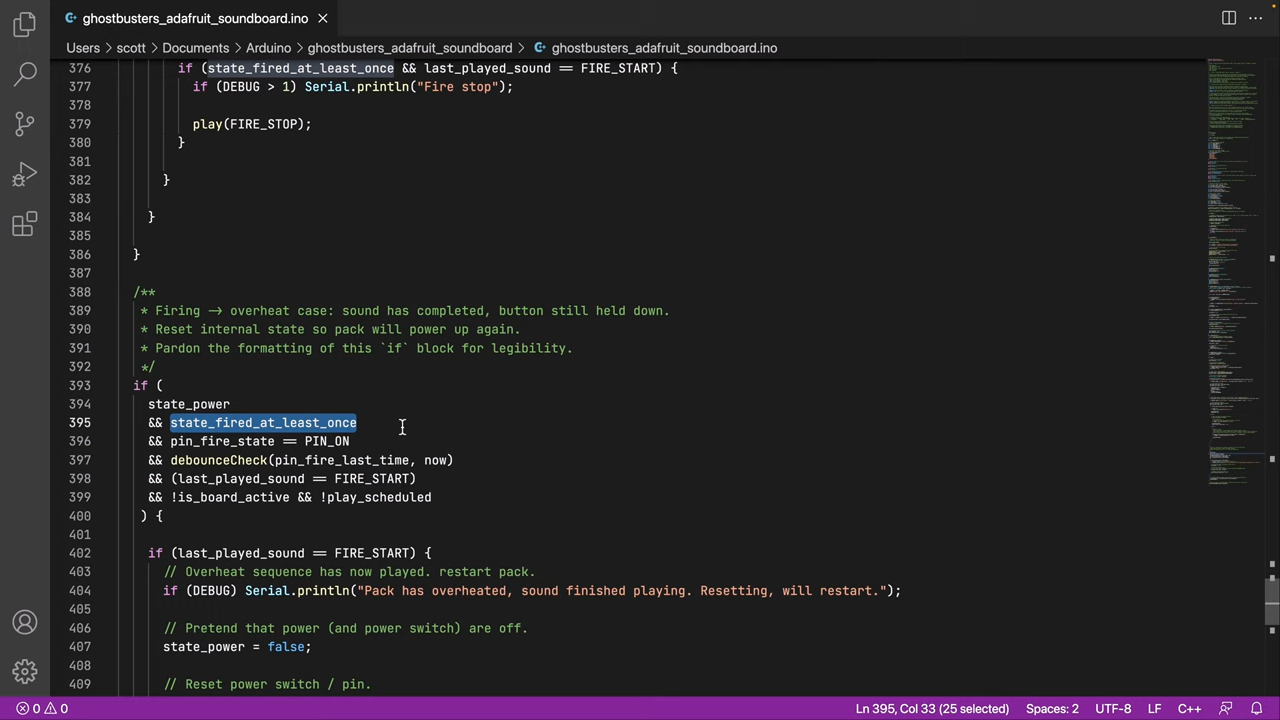 ghostbusters_adafruit_soundboard.ino
Users > scott > Documents > Arduino > ghostbusters_adafruit_soundboard > ghostbusters_adafruit_soundboard.ino
376 if (state_fired_at_least_once && last_played_sound == FIRE_START) {
377 if (DEBUG > 1) Serial.println("Fire stop");
378
379 play(FIRE_STOP);
380 }
381
382 }
383
384 }
385
386 }
387
388 /**
389 * Firing -> overheat case sound has completed, button still held down.
390 * Reset internal state so pack will power up again.
391 * Pardon the formatting of the `if` below for readability.
392 */
393 if (
394 state_power
395 && state_fired_at_least_once
396 && pin_fire_state == PIN_ON
397 && debounceCheck(pin_fire_last_time, now)
398 && last_played_sound == FIRE_START
399 && !is_board_active && !play_scheduled
400 ) {
401
402 if (last_played_sound == FIRE_START) {
403 // Overheat sequence has now played. restart pack.
404 if (DEBUG) Serial.println("Pack has overheated, sound finished playing. Resetting, will restart.");
405
406 // Pretend that power (and power switch) are off.
407 state_power = false;
408
409 // Reset power switch / pin.
0 0 Ln 395, Col 33 (25 selected) Spaces: 2 UTF-8 LF C++